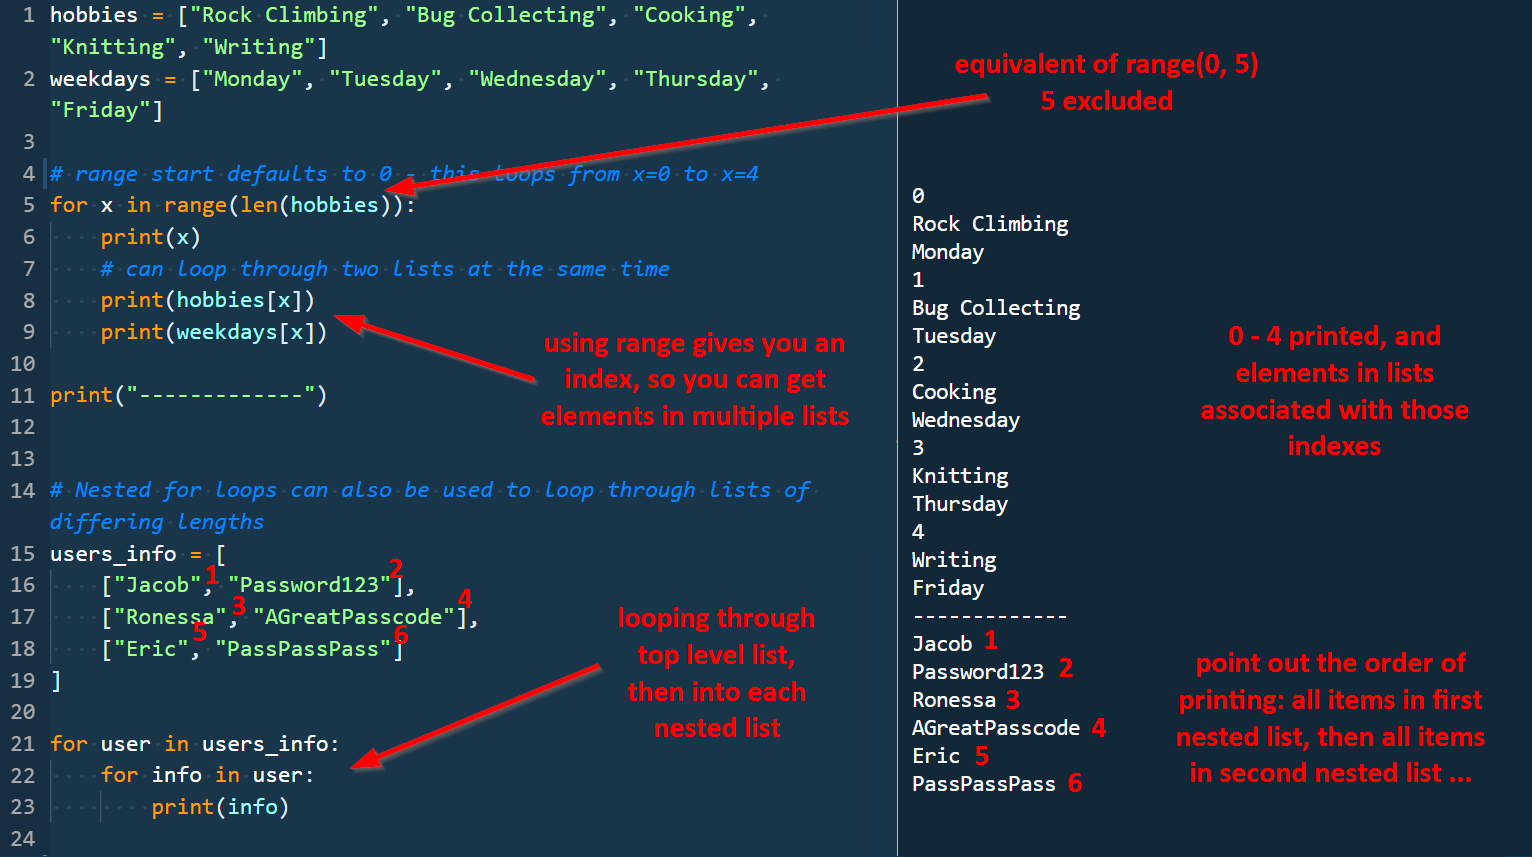 1 hobbies = ["Rock Climbing", "Bug Collecting", "Cooking",
"Knitting", "Writing"]
2 weekdays = ["Monday", "Tuesday", "Wednesday", "Thursday",
"Friday"]
3
4 # range start defaults to 0 - this loops from x=0 to x=4
5 for x in range(len(hobbies)):
6     print(x)
7     # can loop through two lists at the same time
8     print(hobbies[x])
9     print(weekdays[x])
10
11 print("-------------")
12
13
14 # Nested for loops can also be used to loop through lists of
differing lengths
15 users_info = [
16     ["Jacob", 1 "Password123" 2],
17     ["Ronessa", 3 "AGreatPasscode" 4],
18     ["Eric", 5 "PassPassPass" 6]
19 ]
20
21 for user in users_info:
22     for info in user:
23         print(info)
24
equivalent of range(0, 5)
5 excluded
using range gives you an
index, so you can get
elements in multiple lists
looping through
top level list,
then into each
nested list
0
Rock Climbing
Monday
1
Bug Collecting
Tuesday
2
Cooking
Wednesday
3
Knitting
Thursday
4
Writing
Friday
-------------
Jacob 1
Password123 2
Ronessa 3
AGreatPasscode 4
Eric 5
PassPassPass 6
0 - 4 printed, and
elements in lists
associated with those
indexes
point out the order of
printing: all items in first
nested list, then all items
in second nested list ...